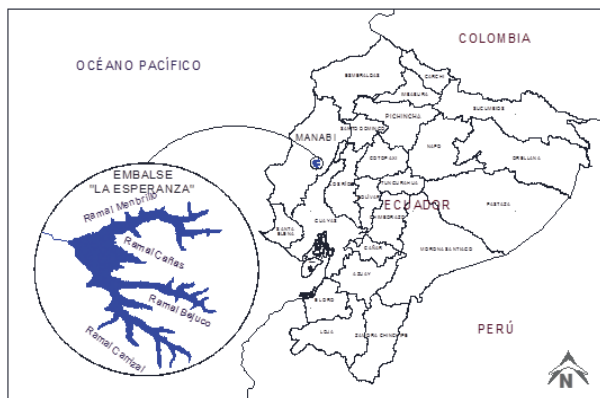 COLOMBIA
OCÉANO PACÍFICO
ESMERALDAS
CARCHI
IMBABURA
SUCUMBIOS
PICHINCHA
SANTO DOMINGO
MANABI
NAPO
ORELLANA
COTOPAXI
EMBALSE
"LA ESPERANZA"
TUNGURAHUA
PASTAZA
ECUADOR
CHIMBORAZO
GUAYAS
SANTA
ELENA
CAÑAR
MORONA SANTIAGO
AZUAY
EL ORO
LOJA
ZAMORA CHINCHIPE
PERÚ
Ramal Menbrillo
Ramal Cañas
Ramal Bejuco
Ramal Carrizal
N